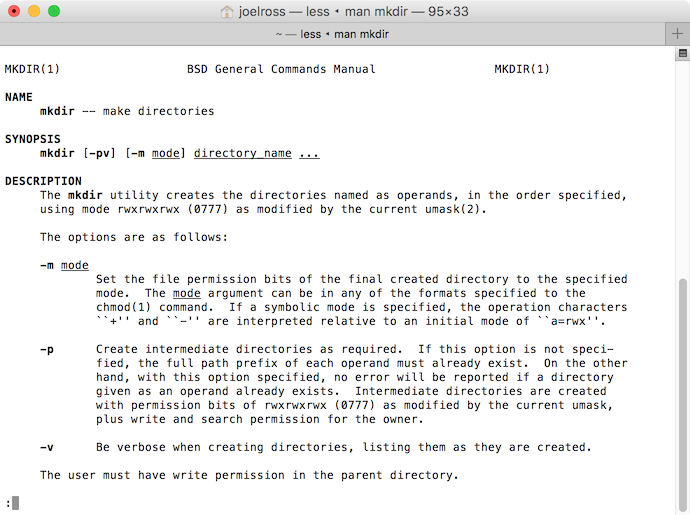 joelross — less ◂ man mkdir — 95×33
~ — less ◂ man mkdir
MKDIR(1) BSD General Commands Manual MKDIR(1)
NAME
mkdir -- make directories
SYNOPSIS
mkdir [-pv] [-m mode] directory_name ...
DESCRIPTION
The mkdir utility creates the directories named as operands, in the order specified,
using mode rwxrwxrwx (0777) as modified by the current umask(2).
The options are as follows:
-m mode
Set the file permission bits of the final created directory to the specified
mode. The mode argument can be in any of the formats specified to the
chmod(1) command. If a symbolic mode is specified, the operation characters
``+'' and ``-'' are interpreted relative to an initial mode of ``a=rwx''.
-p Create intermediate directories as required. If this option is not speci-
fied, the full path prefix of each operand must already exist. On the other
hand, with this option specified, no error will be reported if a directory
given as an operand already exists. Intermediate directories are created
with permission bits of rwxrwxrwx (0777) as modified by the current umask,
plus write and search permission for the owner.
-v Be verbose when creating directories, listing them as they are created.
The user must have write permission in the parent directory.
: